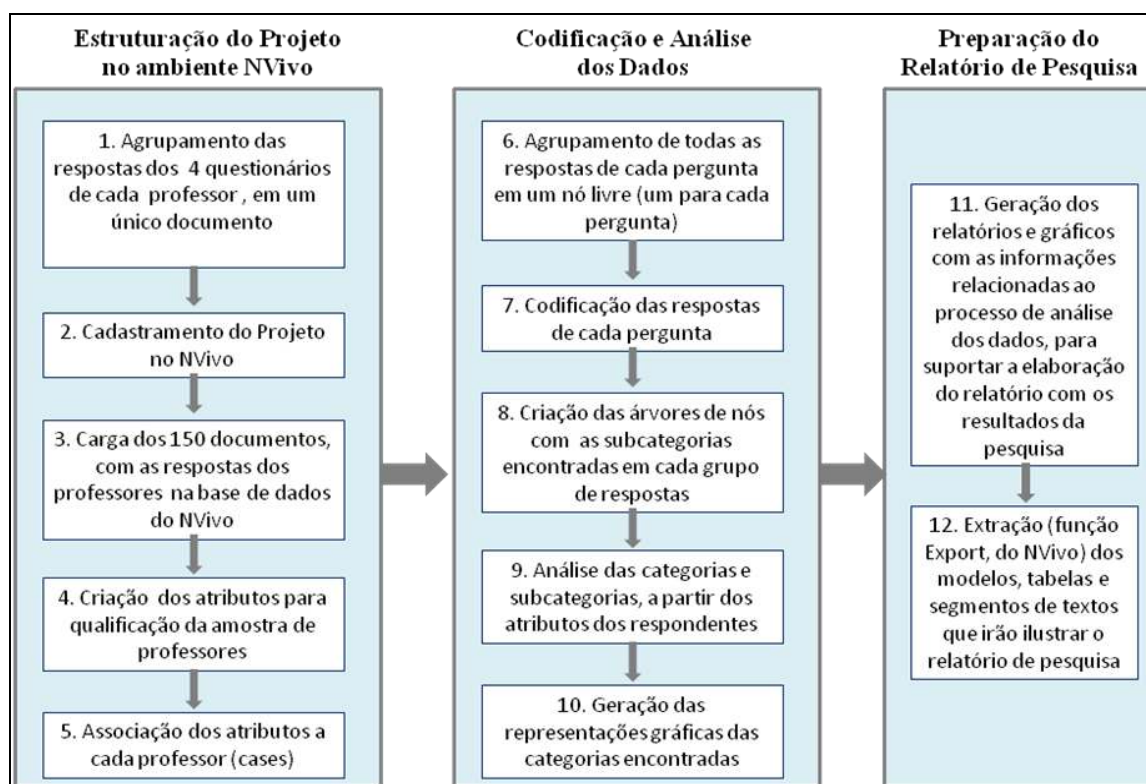 Estruturação do Projeto
no ambiente NVivo
1. Agrupamento das
respostas dos 4 questionários
de cada professor , em um
único documento
2. Cadastramento do Projeto
no NVivo
3. Carga dos 150 documentos,
com as respostas dos
professores na base de dados
do NVivo
4. Criação dos atributos para
qualificação da amostra de
professores
5. Associação dos atributos a
cada professor (cases)
Codificação e Análise
dos Dados
6. Agrupamento de todas as
respostas de cada pergunta
em um nó livre (um para cada
pergunta)
7. Codificação das respostas
de cada pergunta
8. Criação das árvores de nós
com as subcategorias
encontradas em cada grupo
de respostas
9. Análise das categorias e
subcategorias, a partir dos
atributos dos respondentes
10. Geração das
representações gráficas das
categorias encontradas
Preparação do
Relatório de Pesquisa
11. Geração dos
relatórios e gráficos
com as informações
relacionadas ao
processo de análise
dos dados, para
suportar a elaboração
do relatório com os
resultados da
pesquisa
12. Extração (função
Export, do NVivo) dos
modelos, tabelas e
segmentos de textos
que irão ilustrar o
relatório de pesquisa